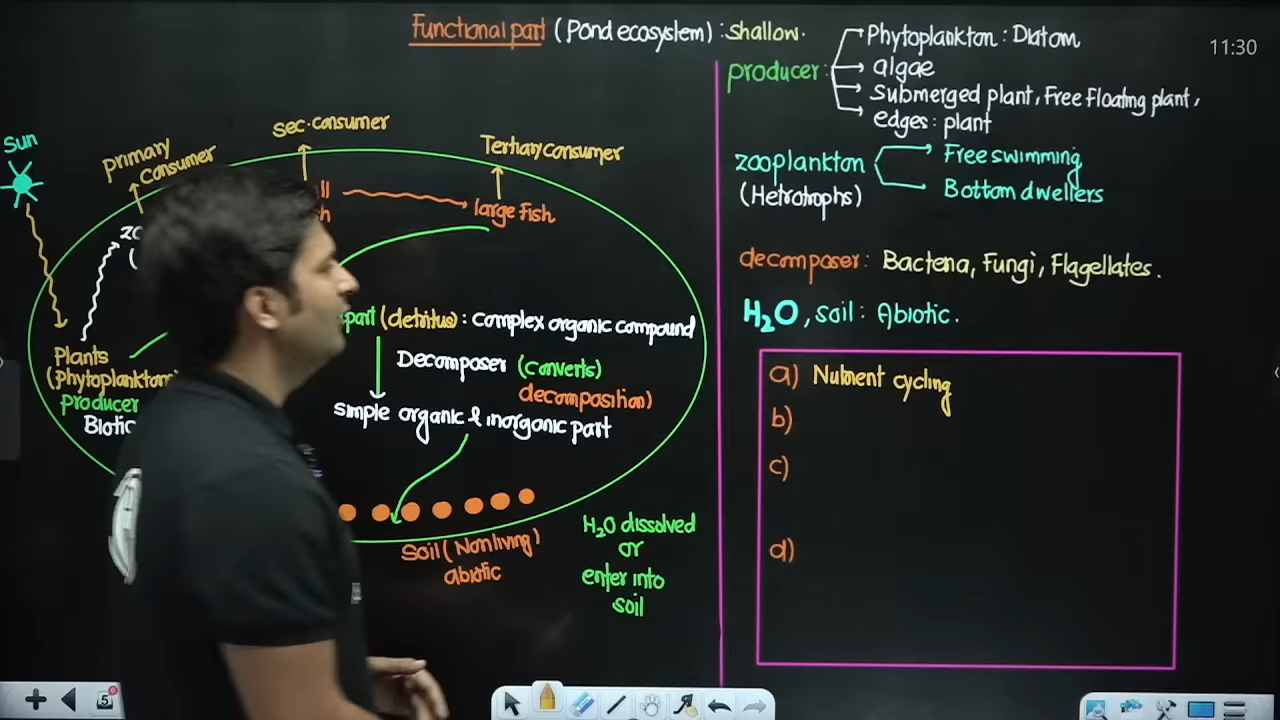 Functional part (Pond ecosystem) : shallow.
11:30
Sun
primary
consumer
sec. consumer
Tertiary consumer
large Fish
Plants
(Phytoplankton
Producer
Biotic
part (detritus) : complex organic compound
Decomposer (converts)
decomposition)
simple organic & inorganic part
Soil (Nonliving)
abiotic
H₂O dissolved
or
enter into
soil
producer :
Phytoplankton : Diatom
algae
Submerged plant, Free Floating plant,
edges : plant
zooplankton
(Hetrotrophs)
Free swimming
Bottom dwellers
decomposer : Bacteria, Fungi, Flagellates.
H₂O, soil : Abiotic.
a) Nutrient cycling
b)
c)
d)